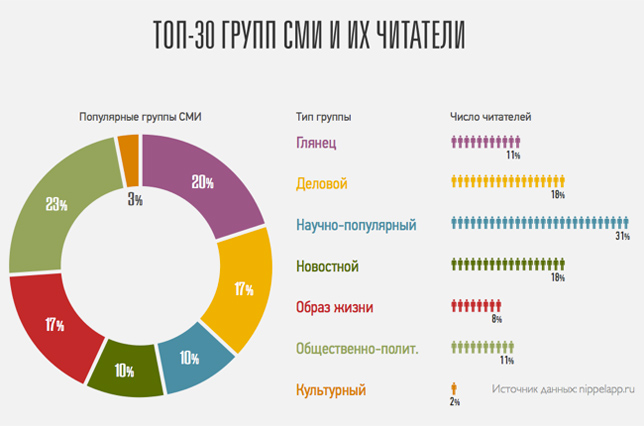 ТОП-30 ГРУПП СМИ И ИХ ЧИТАТЕЛИ
Популярные группы СМИ
20%
17%
10%
10%
17%
23%
3%
Тип группы
Число читателей
Глянец
11%
Деловой
18%
Научно-популярный
31%
Новостной
18%
Образ жизни
8%
Общественно-полит.
11%
Культурный
2%
Источник данных: nippelapp.ru